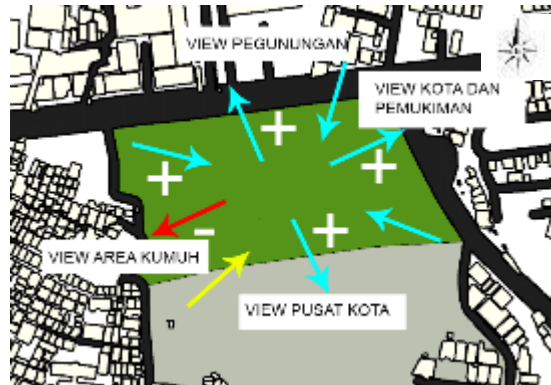 VIEW PEGUNUNGAN
VIEW KOTA DAN
PEMUKIMAN
VIEW AREA KUMUH
VIEW PUSAT KOTA